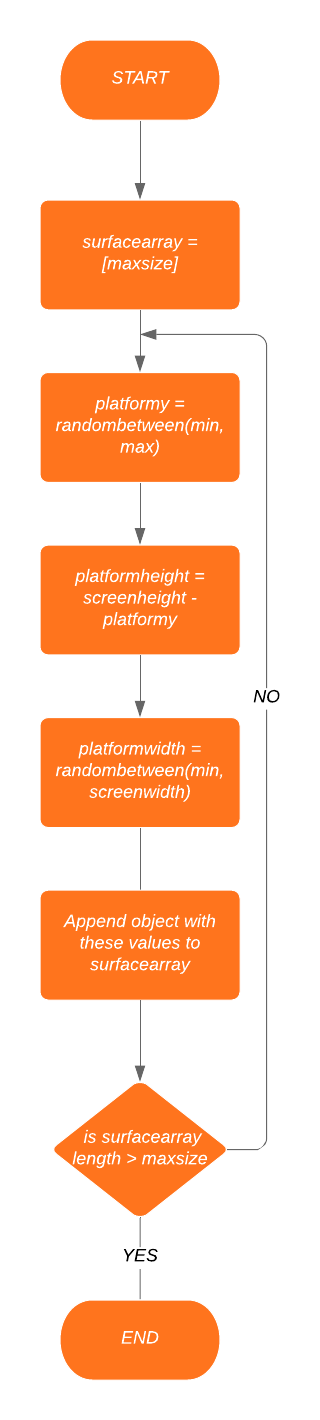 START
surfacearray =
[maxsize]
platformy =
randombetween(min,
max)
platformheight =
screenheight -
platformy
NO
platformwidth =
randombetween(min,
screenwidth)
Append object with
these values to
surfacearray
is surfacearray
length > maxsize
YES
END